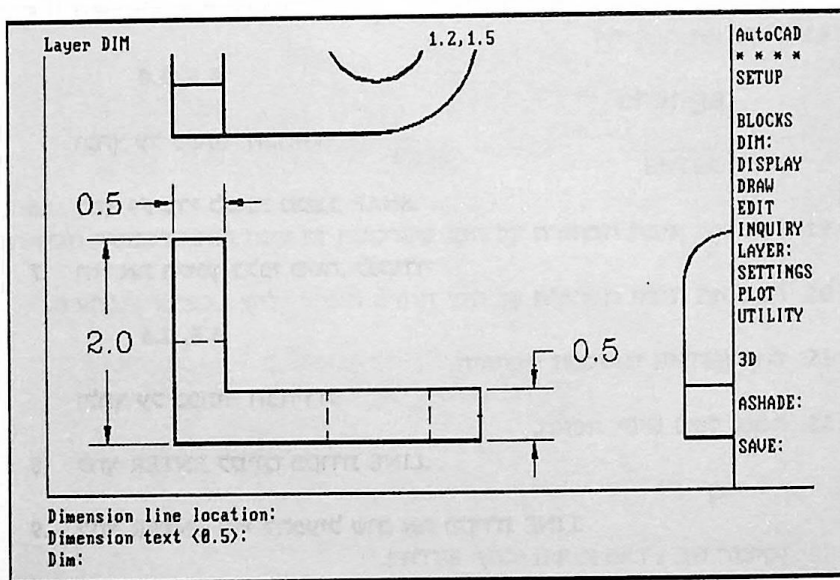 Layer DIM
1.2,1.5
AutoCAD
* * * *
SETUP
BLOCKS
DIM:
DISPLAY
DRAW
EDIT
INQUIRY
LAYER:
SETTINGS
PLOT
UTILITY
3D
ASHADE:
SAVE:
0.5
2.0
0.5
Dimension line location:
Dimension text <0.5>:
Dim: